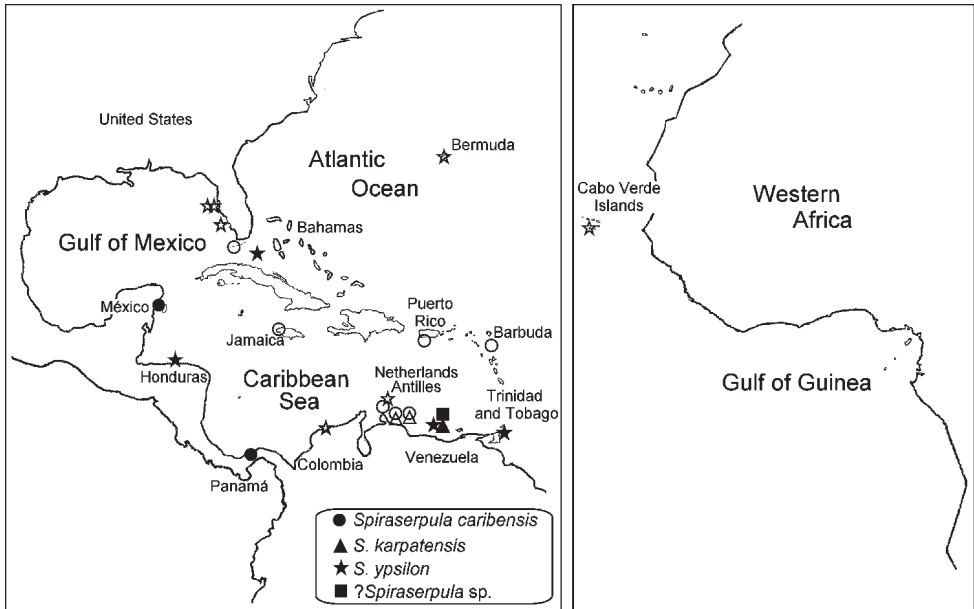 United States
Bermuda
Atlantic
Ocean
Bahamas
Gulf of Mexico
México
Puerto
Rico
Barbuda
Jamaica
Honduras
Caribbean
Sea
Netherlands
Antilles
Trinidad
and Tobago
Colombia
Venezuela
Panamá
Spiraserpula caribensis
S. karpatensis
S. ypsilon
?Spiraserpula sp.
Cabo Verde
Islands
Western
Africa
Gulf of Guinea